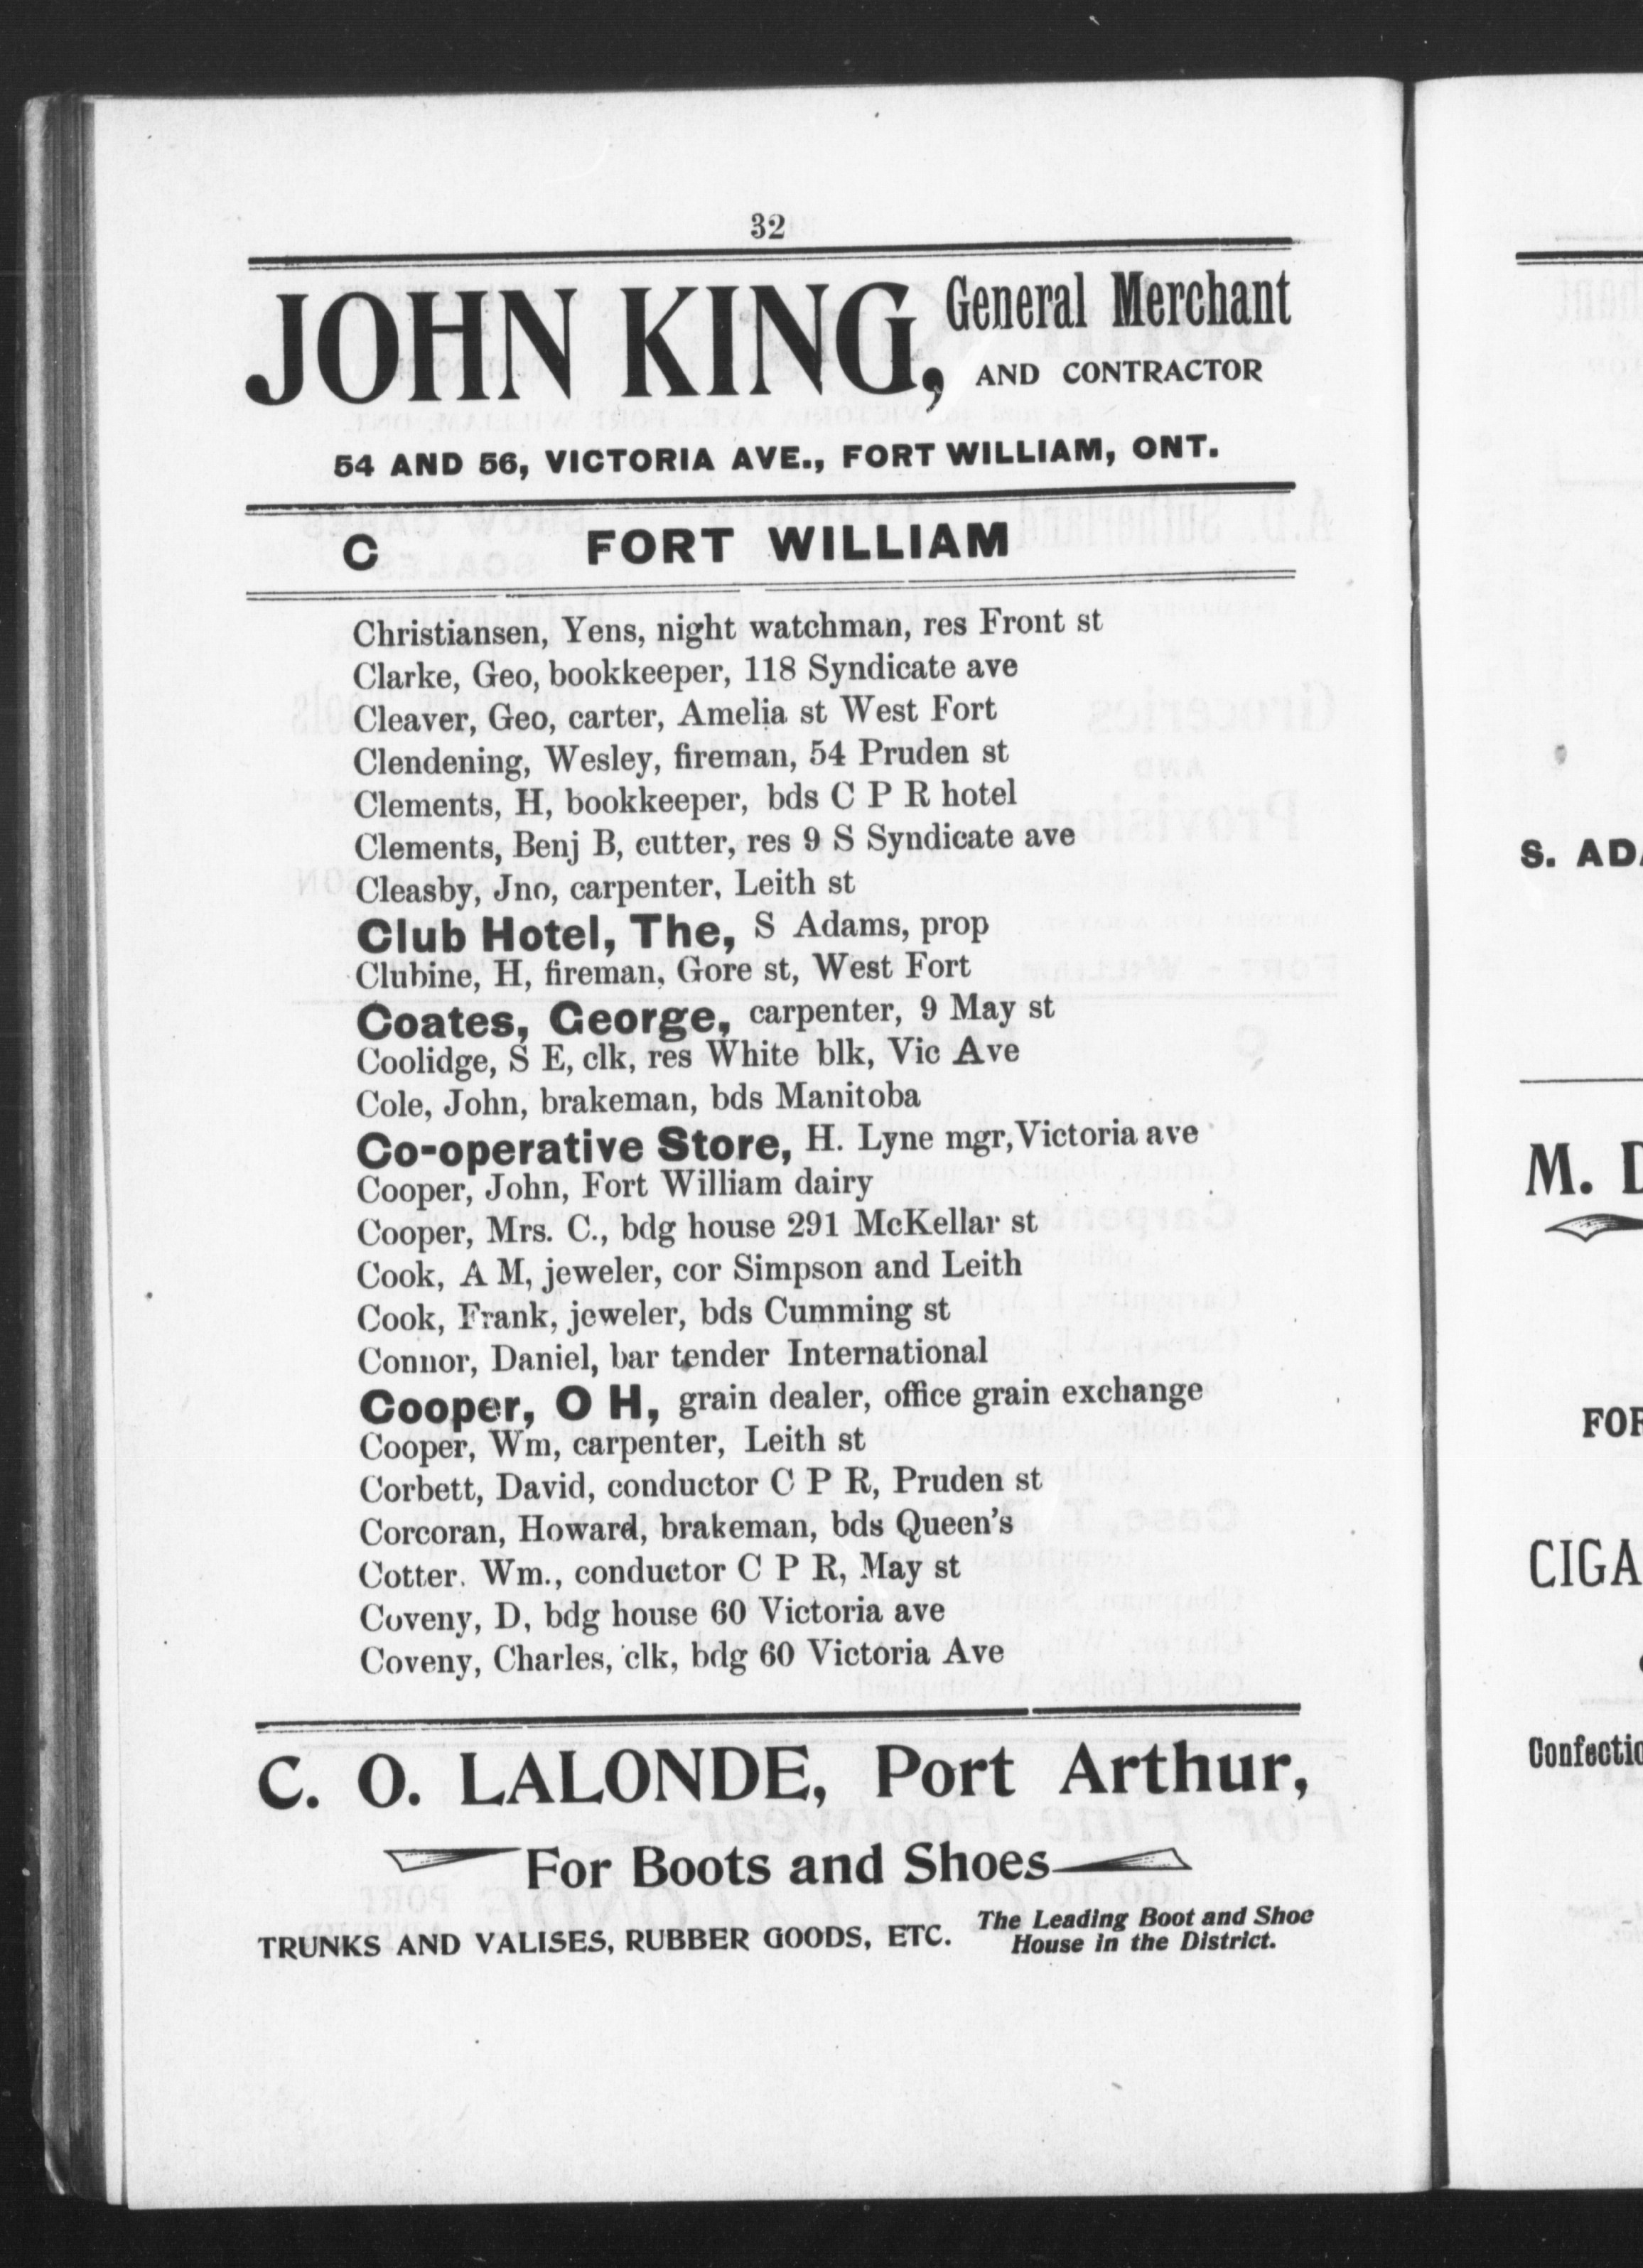 32
JOHN KING, General Merchant
AND CONTRACTOR
54 AND 56, VICTORIA AVE., FORT WILLIAM, ONT.
C FORT WILLIAM
Christiansen, Yens, night watchman, res Front st
Clarke, Geo, bookkeeper, 118 Syndicate ave
Cleaver, Geo, carter, Amelia st West Fort
Clendening, Wesley, fireman, 54 Pruden st
Clements, H, bookkeeper, bds C P R hotel
Clements, Benj B, cutter, res 9 S Syndicate ave
Cleasby, Jno, carpenter, Leith st
Club Hotel, The, S Adams, prop
Clubine, H, fireman, Gore st, West Fort
Coates, George, carpenter, 9 May st
Coolidge, S E, clk, res White blk, Vic Ave
Cole, John, brakeman, bds Manitoba
Co-operative Store, H. Lyne mgr, Victoria ave
Cooper, John, Fort William dairy
Cooper, Mrs. C., bdg house 291 McKellar st
Cook, A M, jeweler, cor Simpson and Leith
Cook, Frank, jeweler, bds Cumming st
Connor, Daniel, bar tender International
Cooper, O H, grain dealer, office grain exchange
Cooper, Wm, carpenter, Leith st
Corbett, David, conductor C P R, Pruden st
Corcoran, Howard, brakeman, bds Queen's
Cotter. Wm., conductor C P R, May st
Coveny, D, bdg house 60 Victoria ave
Coveny, Charles, clk, bdg 60 Victoria Ave
C. O. LALONDE, Port Arthur,
For Boots and Shoes
TRUNKS AND VALISES, RUBBER GOODS, ETC. The Leading Boot and Shoe
House in the District.
S. AD
M.
FOR
CIGA
Confectio